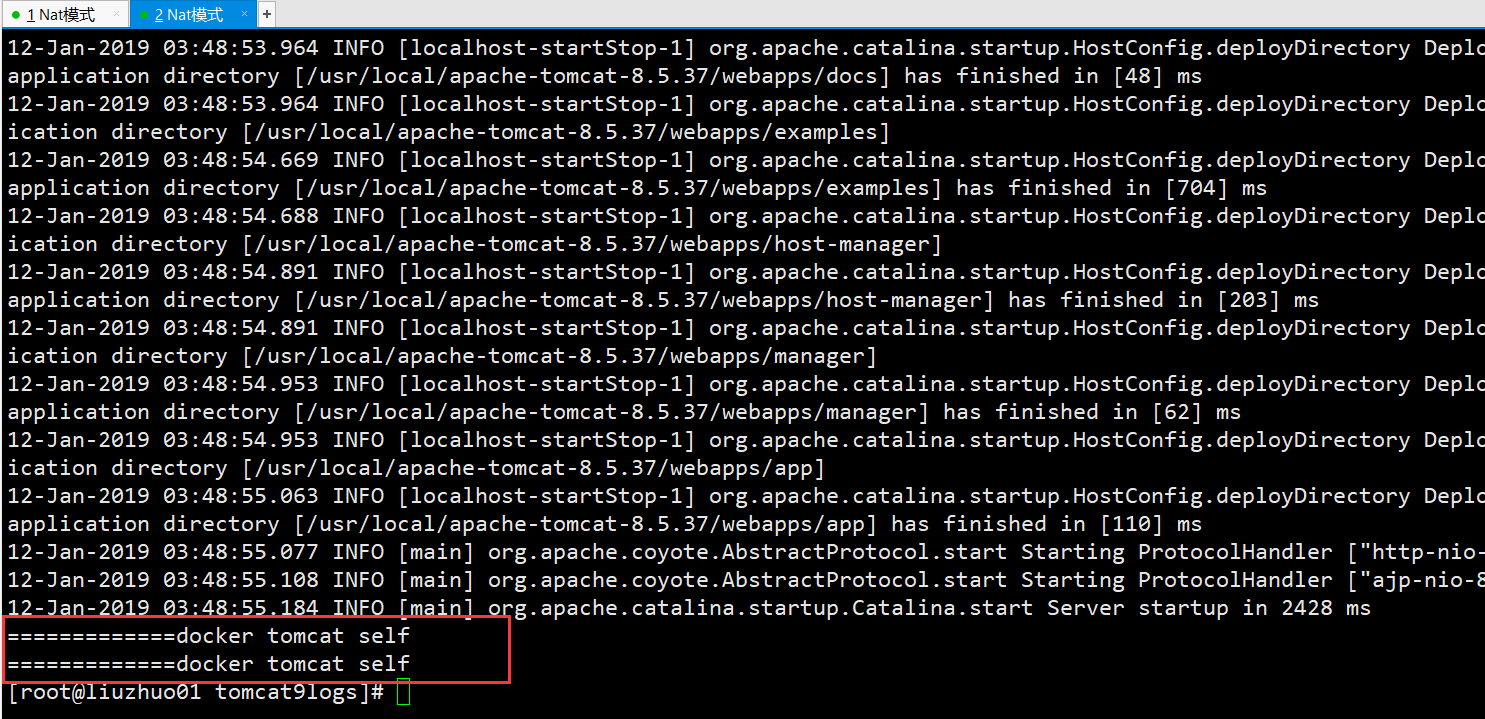 1 Nat模式 × 2 Nat模式 × +
12-Jan-2019 03:48:53.964 INFO [localhost-startStop-1] org.apache.catalina.startup.HostConfig.deployDirectory Deplo
application directory [/usr/local/apache-tomcat-8.5.37/webapps/docs] has finished in [48] ms
12-Jan-2019 03:48:53.964 INFO [localhost-startStop-1] org.apache.catalina.startup.HostConfig.deployDirectory Deplo
ication directory [/usr/local/apache-tomcat-8.5.37/webapps/examples]
12-Jan-2019 03:48:54.669 INFO [localhost-startStop-1] org.apache.catalina.startup.HostConfig.deployDirectory Deplo
application directory [/usr/local/apache-tomcat-8.5.37/webapps/examples] has finished in [704] ms
12-Jan-2019 03:48:54.688 INFO [localhost-startStop-1] org.apache.catalina.startup.HostConfig.deployDirectory Deplo
ication directory [/usr/local/apache-tomcat-8.5.37/webapps/host-manager]
12-Jan-2019 03:48:54.891 INFO [localhost-startStop-1] org.apache.catalina.startup.HostConfig.deployDirectory Deplo
application directory [/usr/local/apache-tomcat-8.5.37/webapps/host-manager] has finished in [203] ms
12-Jan-2019 03:48:54.891 INFO [localhost-startStop-1] org.apache.catalina.startup.HostConfig.deployDirectory Deplo
ication directory [/usr/local/apache-tomcat-8.5.37/webapps/manager]
12-Jan-2019 03:48:54.953 INFO [localhost-startStop-1] org.apache.catalina.startup.HostConfig.deployDirectory Deplo
application directory [/usr/local/apache-tomcat-8.5.37/webapps/manager] has finished in [62] ms
12-Jan-2019 03:48:54.953 INFO [localhost-startStop-1] org.apache.catalina.startup.HostConfig.deployDirectory Deplo
ication directory [/usr/local/apache-tomcat-8.5.37/webapps/app]
12-Jan-2019 03:48:55.063 INFO [localhost-startStop-1] org.apache.catalina.startup.HostConfig.deployDirectory Deplo
application directory [/usr/local/apache-tomcat-8.5.37/webapps/app] has finished in [110] ms
12-Jan-2019 03:48:55.077 INFO [main] org.apache.coyote.AbstractProtocol.start Starting ProtocolHandler ["http-nio-
12-Jan-2019 03:48:55.108 INFO [main] org.apache.coyote.AbstractProtocol.start Starting ProtocolHandler ["ajp-nio-8
12-Jan-2019 03:48:55.184 INFO [main] org.apache.catalina.startup.Catalina.start Server startup in 2428 ms
=============docker tomcat self
=============docker tomcat self
[root@liuzhuo01 tomcat9logs]#